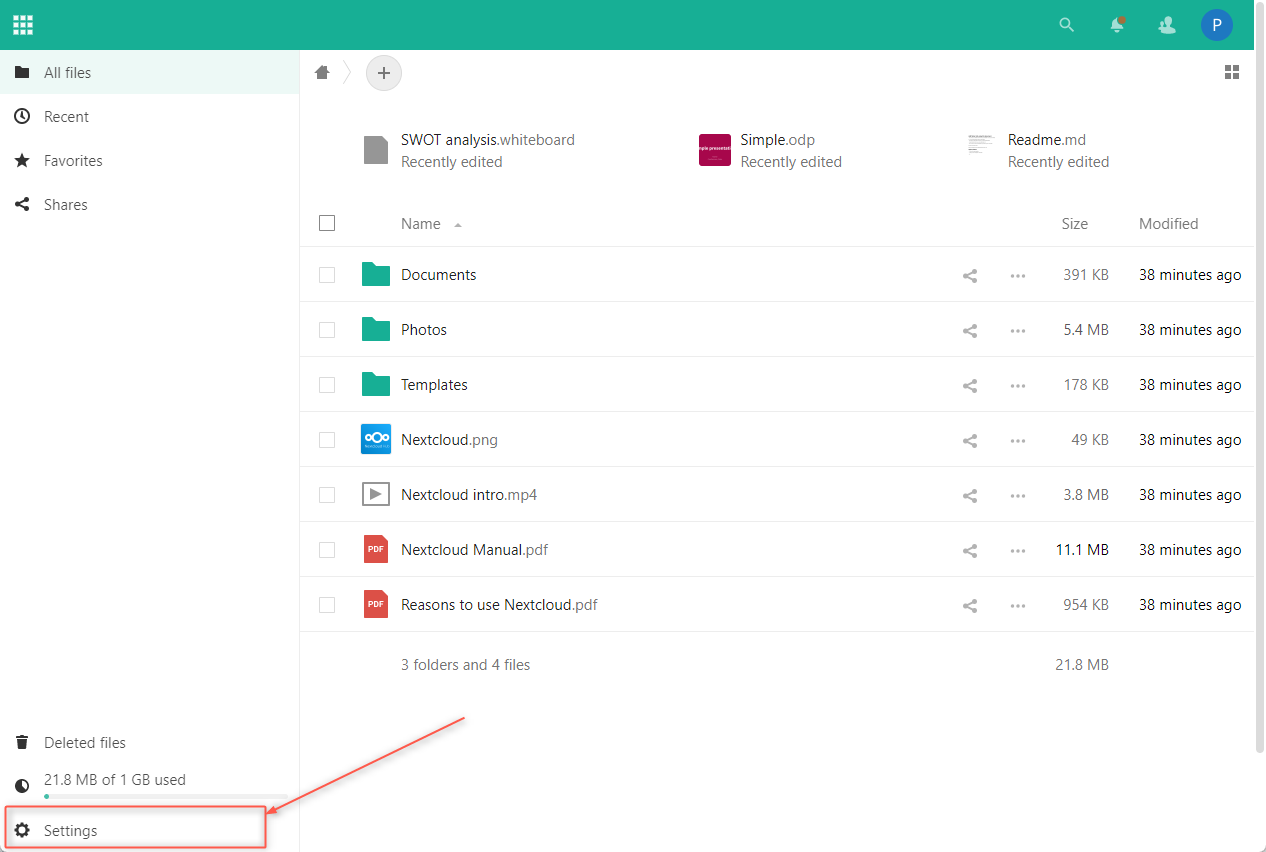 P
All files
Recent
Favorites
Shares
SWOT analysis.whiteboard
Recently edited
Simple.odp
Recently edited
Readme.md
Recently edited
Name Size Modified
Documents 391 KB 38 minutes ago
Photos 5.4 MB 38 minutes ago
Templates 178 KB 38 minutes ago
Nextcloud.png 49 KB 38 minutes ago
Nextcloud intro.mp4 3.8 MB 38 minutes ago
PDF Nextcloud Manual.pdf 11.1 MB 38 minutes ago
PDF Reasons to use Nextcloud.pdf 954 KB 38 minutes ago
3 folders and 4 files 21.8 MB
Deleted files
21.8 MB of 1 GB used
Settings